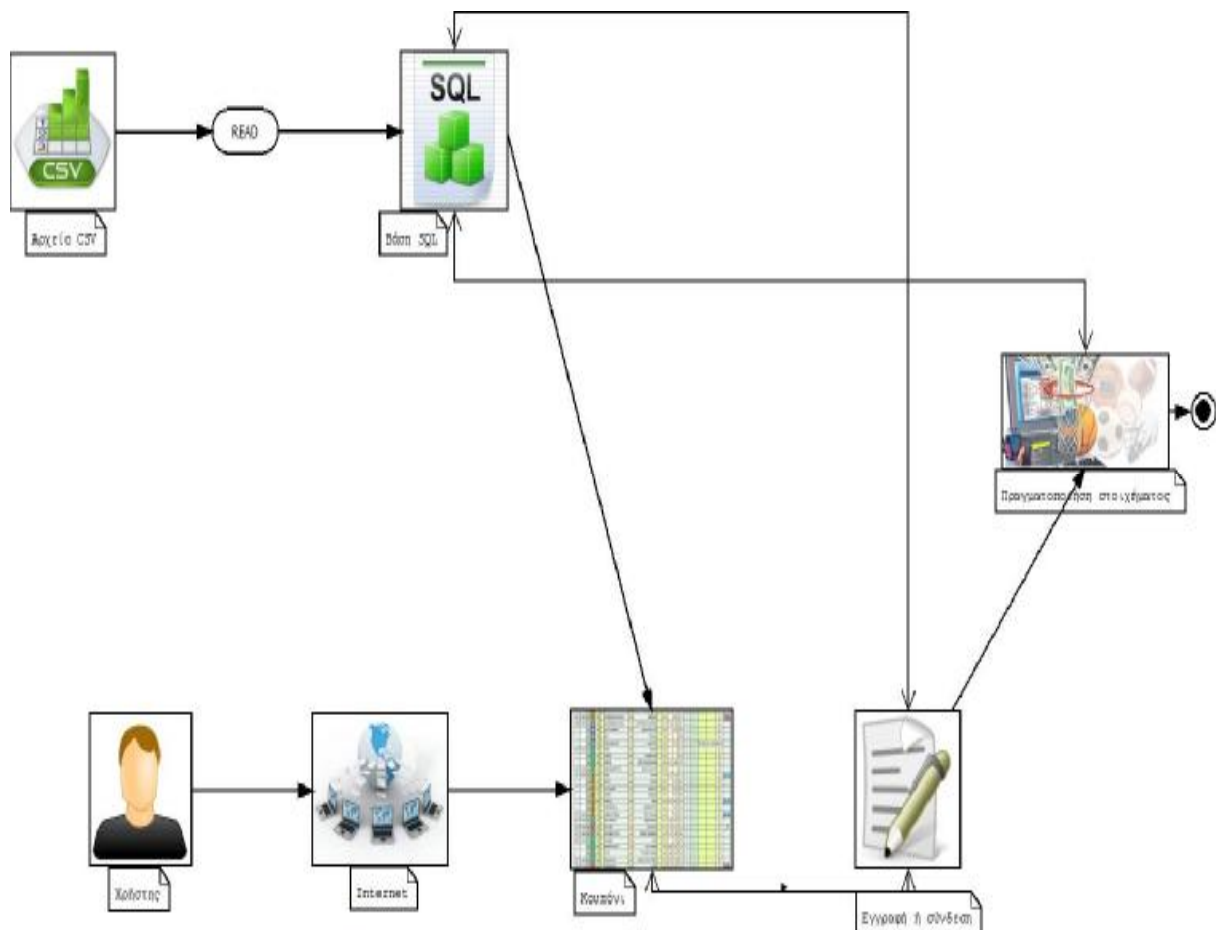 SQL
CSV
READ
Αρχείο CSV
Βάση SQL
Πραγματοποίηση στοιχήματος
Χρήστης
Internet
Κουπόνι
Εγγραφή ή σύνδεση